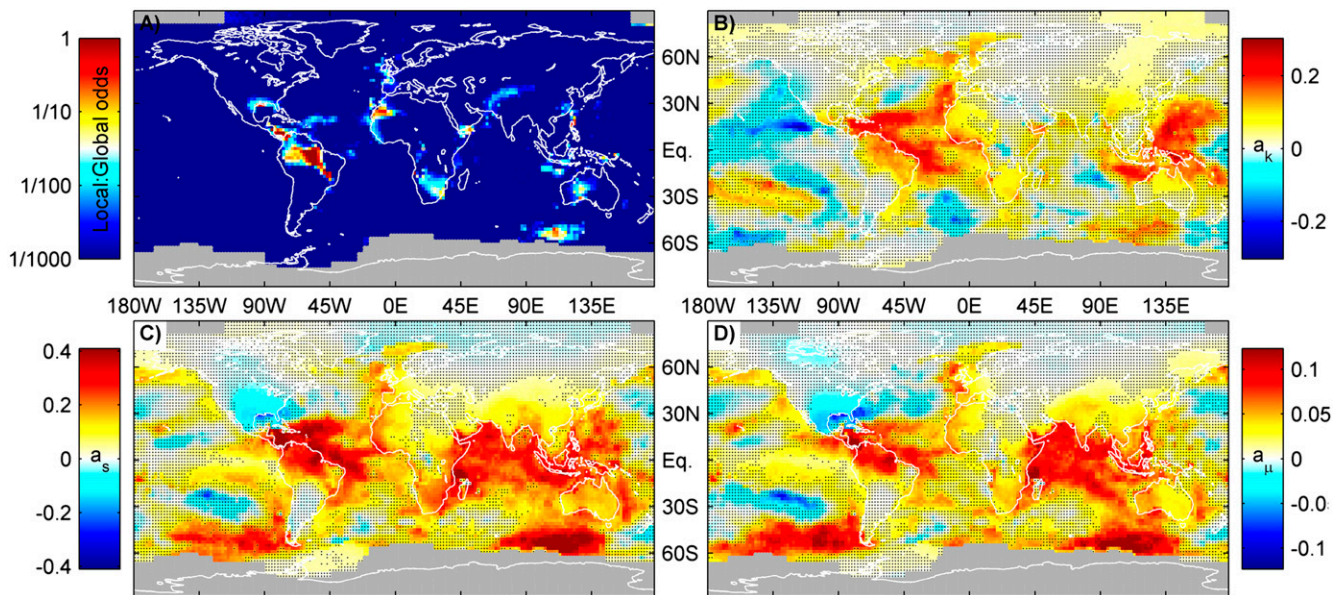 A)
1
1/10
1/100
1/1000
Local:Global odds
B)
60N
30N
Eq.
30S
60S
0.2
0
-0.2
a_k
180W 135W 90W 45W 0E 45E 90E 135E
180W 135W 90W 45W 0E 45E 90E 135E
C)
0.4
0.2
0
-0.2
-0.4
a_s
D)
60N
30N
Eq.
30S
60S
0.1
0.05
0
-0.0
-0.1
a_μ